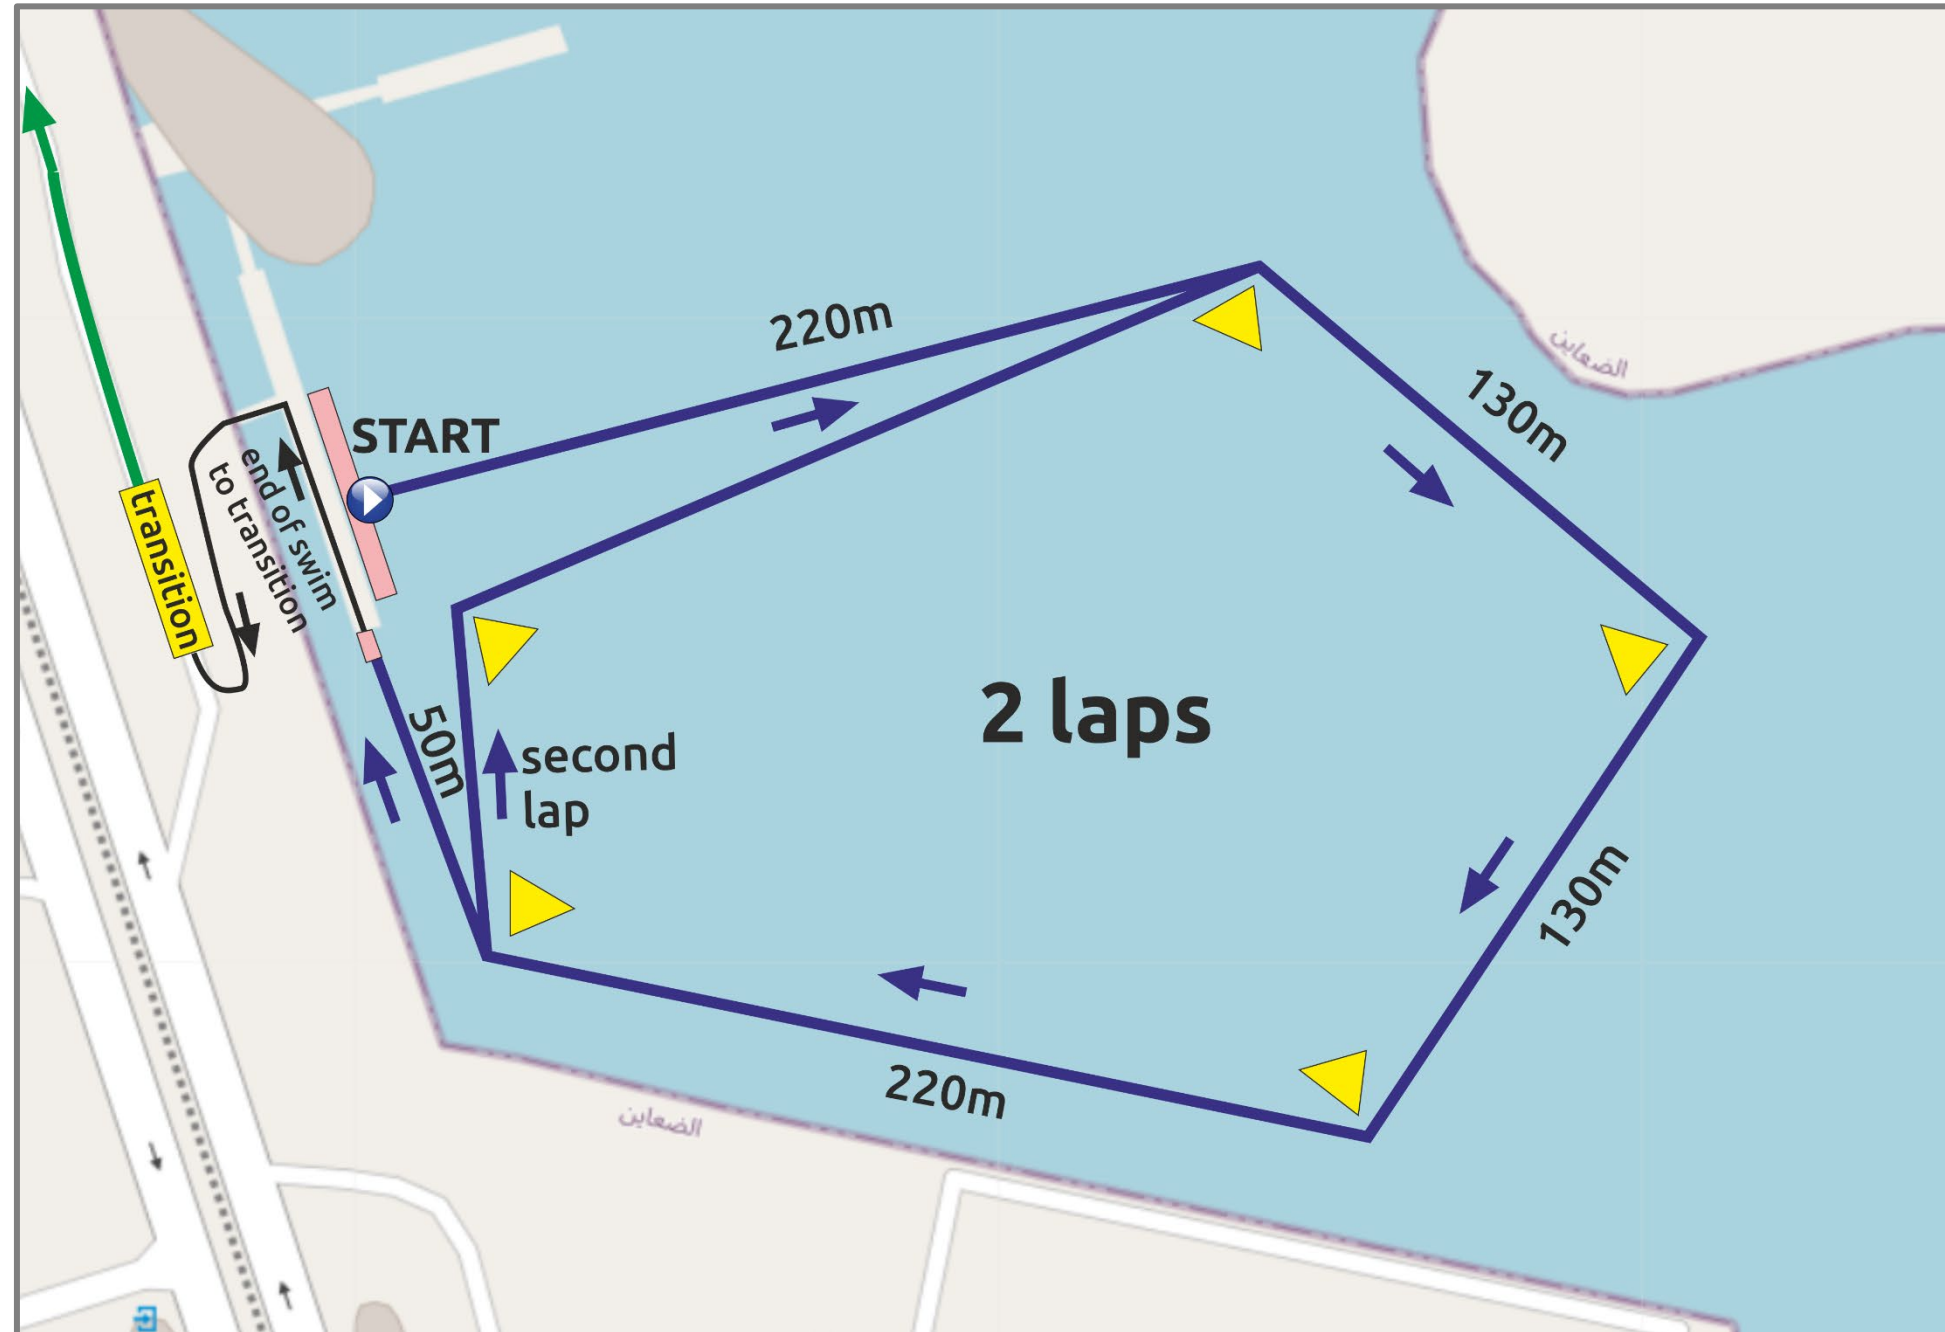 220m
START
130m
الضعاين
end of swim
to transition
transition
50m
second
lap
2 laps
130m
220m
الضعاين